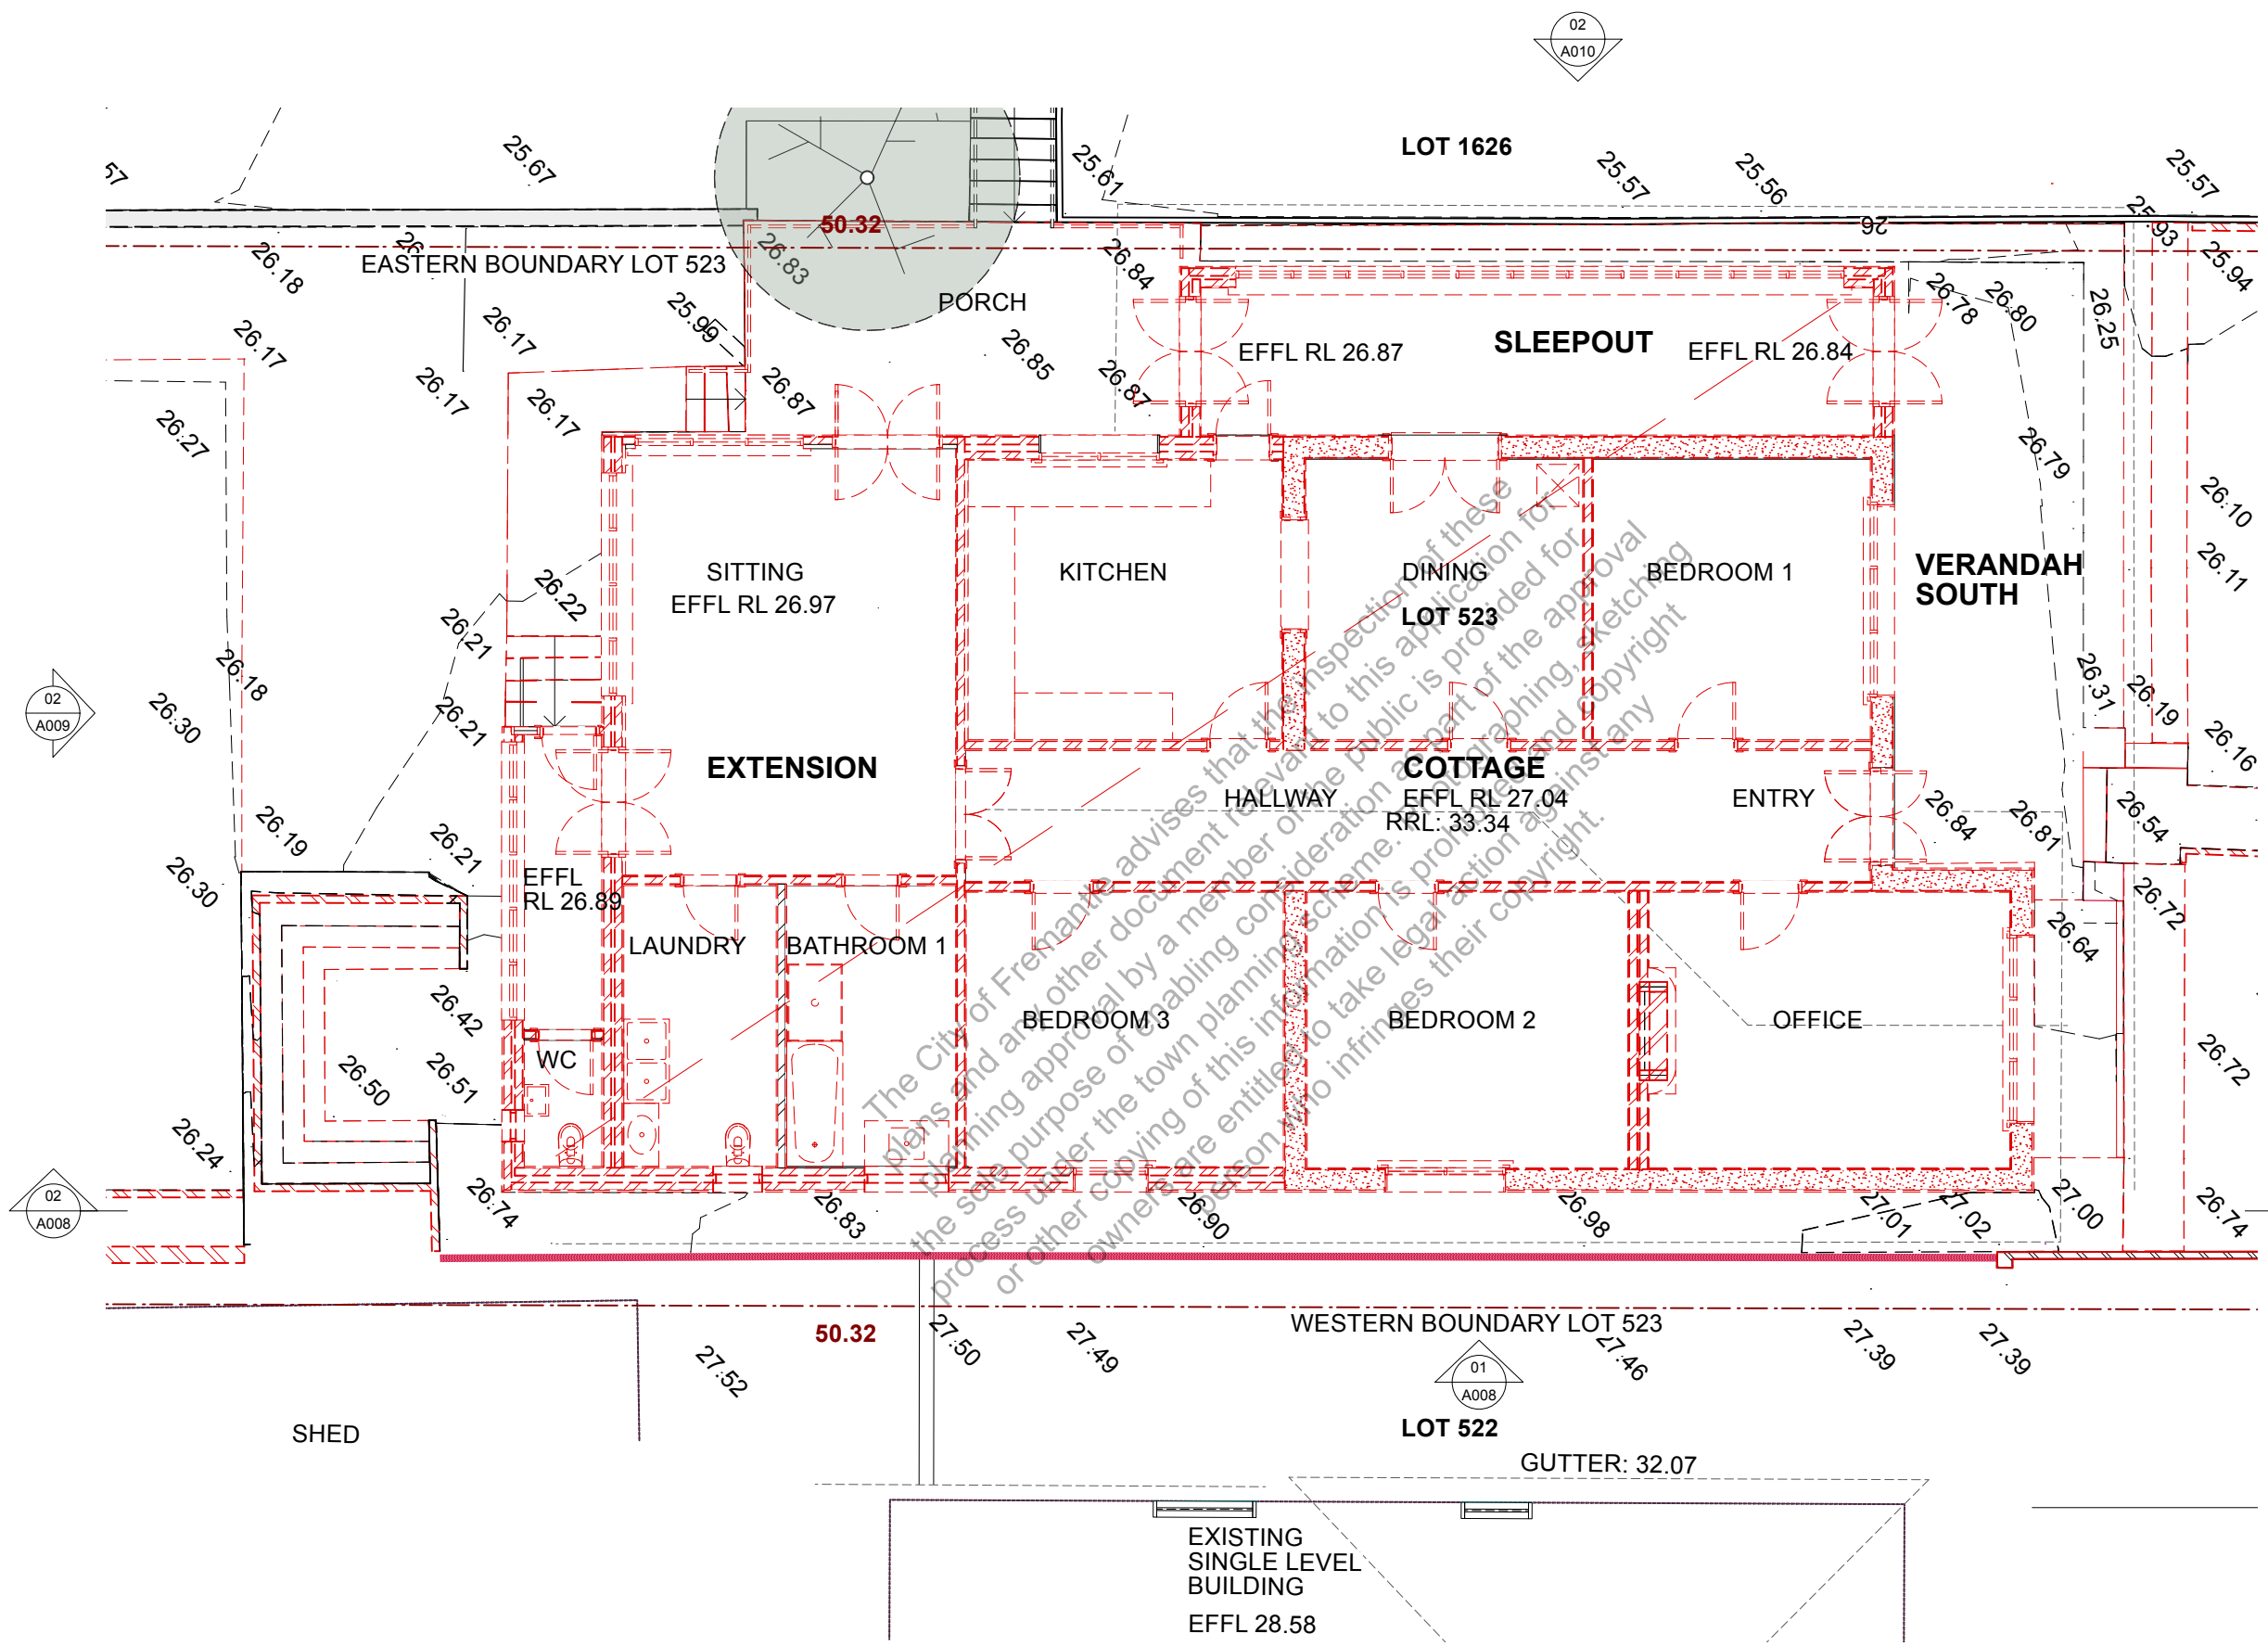 02
A010
LOT 1626
25.67
25.61
25.57
25.56
25.57
57
50.32
26
25.93
26.18
26.83
26.84
25.94
EASTERN BOUNDARY LOT 523
PORCH
26.78
26.80
26.25
25.99
26.17
26.17
26.85
SLEEPOUT
EFFL RL 26.87
EFFL RL 26.84
26.17
26.17
26.87
26.87
26.27
26.79
26.10
SITTING
EFFL RL 26.97
KITCHEN
DINING
BEDROOM 1
LOT 523
VERANDAH
SOUTH
26.11
26.22
26.21
26.18
26.31
26.19
26.30
26.21
26.16
02
A009
EXTENSION
COTTAGE
HALLWAY
EFFL RL 27.04
RRL: 33.34
ENTRY
26.84
26.81
26.54
26.19
26.21
26.30
EFFL
RL 26.89
26.72
26.64
LAUNDRY
BATHROOM 1
26.42
BEDROOM 3
BEDROOM 2
OFFICE
WC
26.50
26.51
26.72
26.24
26.74
26.83
26.90
26.98
27.01
27.02
27.00
26.74
02
A008
The City of Fremantle advises that the inspection of these
plans and any other document relevant to this application for
planning approval by a member of the public is provided for
the sole purpose of enabling consideration as part of the approval
process under the town planning scheme. Photographing, sketching
or other copying of this information is prohibited and copyright
owners are entitled to take legal action against any
person who infringes their copyright.
50.32
WESTERN BOUNDARY LOT 523
27.52
27.50
27.49
27.46
27.39
27.39
01
A008
SHED
LOT 522
GUTTER: 32.07
EXISTING
SINGLE LEVEL
BUILDING
EFFL 28.58